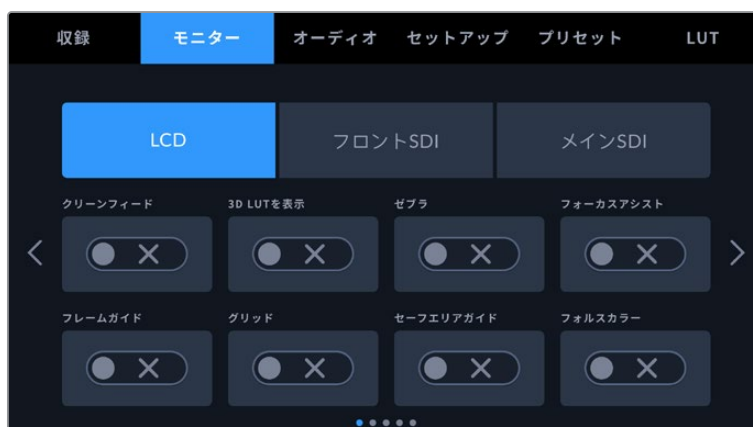 収録 モニター オーディオ セットアップ プリセット LUT
LCD フロントSDI メインSDI
クリーンフィード 3D LUTを表示 ゼブラ フォーカスアシスト
フレームガイド グリッド セーフエリアガイド フォルスカラー